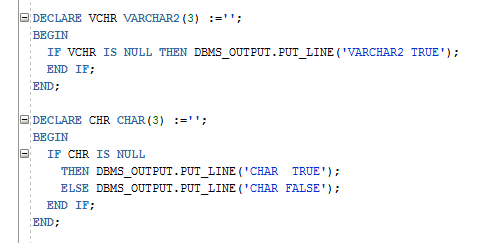 DECLARE VCHR VARCHAR2(3) :='';
BEGIN
IF VCHR IS NULL THEN DBMS_OUTPUT.PUT_LINE('VARCHAR2 TRUE');
END IF;
END;
DECLARE CHR CHAR(3) :='';
BEGIN
IF CHR IS NULL
THEN DBMS_OUTPUT.PUT_LINE('CHAR  TRUE');
ELSE DBMS_OUTPUT.PUT_LINE('CHAR FALSE');
END IF;
END;